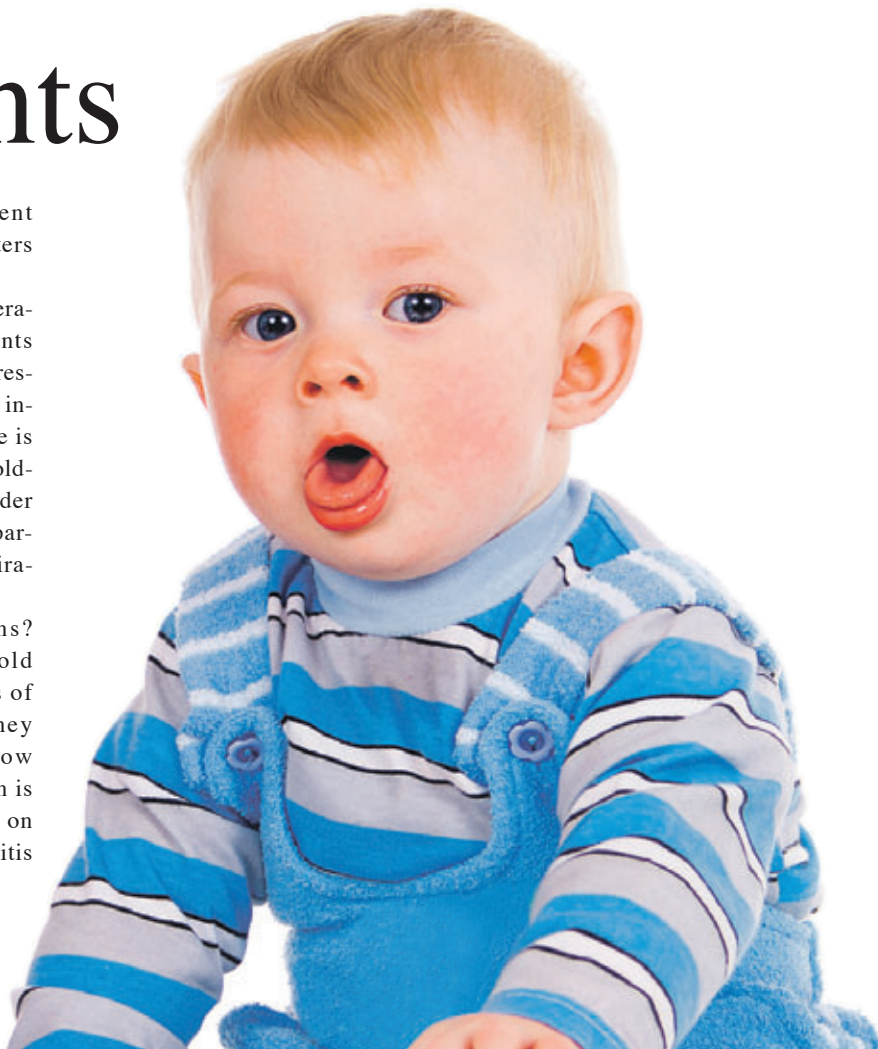 nts
ent
ers
era-
nts
res-
in-
e is
old-
der
par-
ira-
ns?
old
s of
hey
ow
n is
on
itis